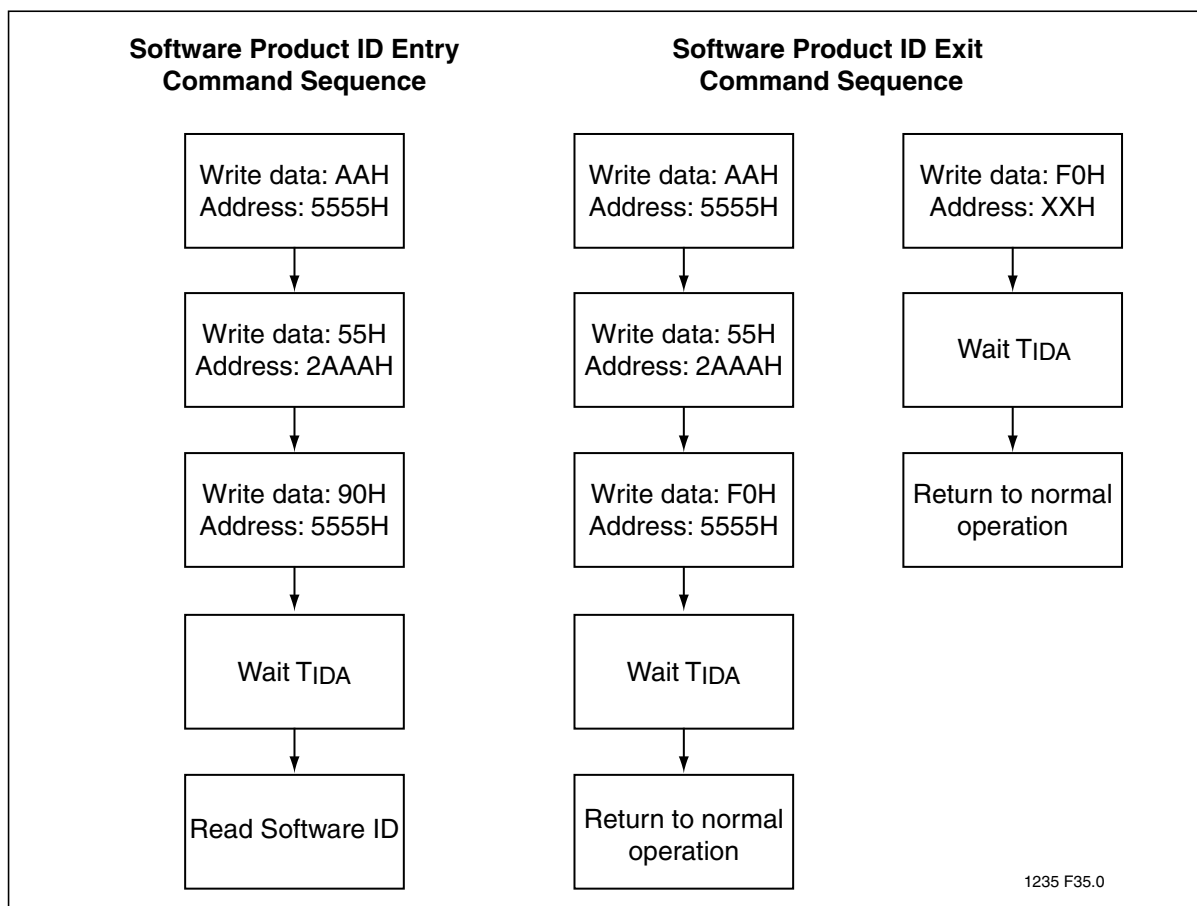 Software Product ID Entry
Command Sequence
Write data: AAH
Address: 5555H
Write data: 55H
Address: 2AAAH
Write data: 90H
Address: 5555H
Wait TIDA
Read Software ID
Software Product ID Exit
Command Sequence
Write data: AAH
Address: 5555H
Write data: 55H
Address: 2AAAH
Write data: F0H
Address: 5555H
Wait TIDA
Return to normal
operation
Write data: F0H
Address: XXH
Wait TIDA
Return to normal
operation
1235 F35.0